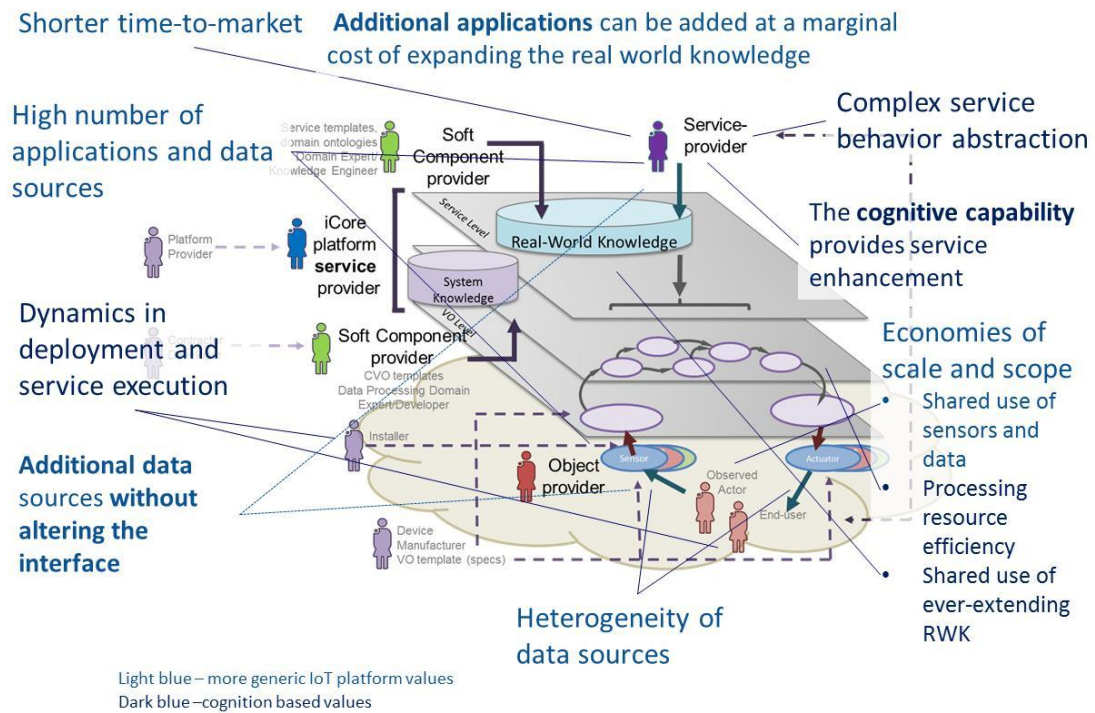 Shorter time-to-market
Additional applications can be added at a marginal
cost of expanding the real world knowledge
High number of
applications and data
sources
Service templates,
domain ontologies
Domain Expert/
Knowledge Engineer
Soft
Component
provider
Service-
provider
Complex service
behavior abstraction
Service Level
Real-World Knowledge
The cognitive capability
provides service
enhancement
Platform
Provider
iCore
platform
service
provider
System
Knowledge
VO Level
Dynamics in
deployment and
service execution
Soft Component
provider
CVO templates
Data Processing Domain
Expert/Developer
Economies of
scale and scope
• Shared use of
sensors and
data
• Processing
resource
efficiency
• Shared use of
ever-extending
RWK
Installer
Additional data
sources without
altering the
interface
Object
provider
Sensor
Actuator
Observed
Actor
End-user
Device
Manufacturer
VO template (specs)
Heterogeneity of
data sources
Light blue – more generic IoT platform values
Dark blue –cognition based values